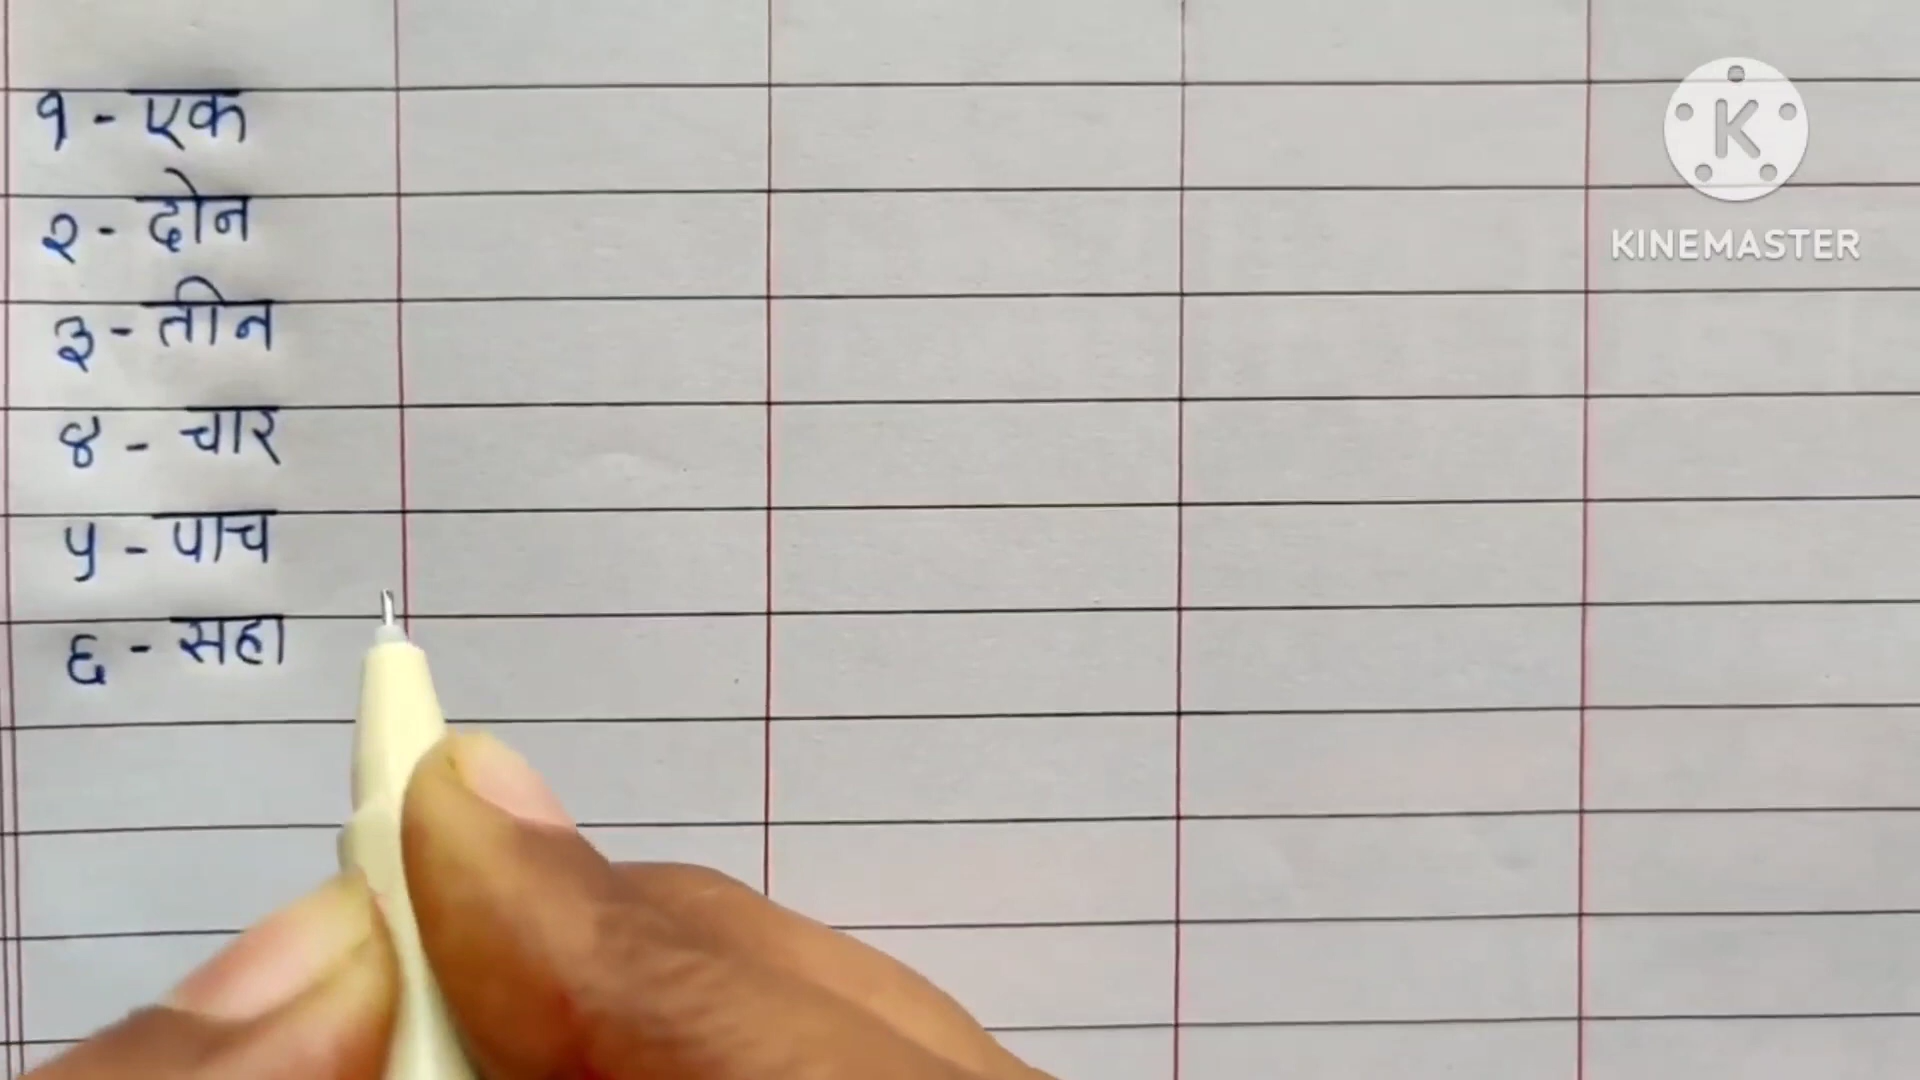 १ - एक
२ - दोन
३ - तीन
४ - चार
५ - पाच
६ - सहा
K
KINEMASTER